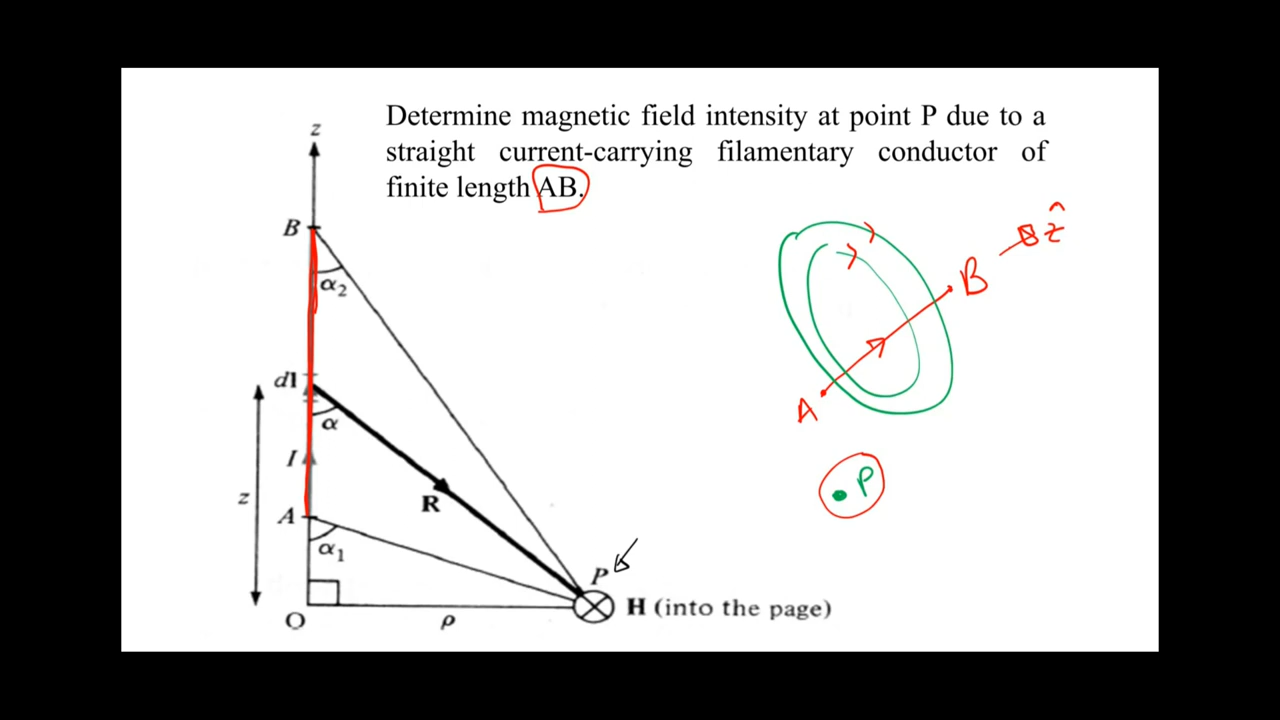 Determine magnetic field intensity at point P due to a
straight current-carrying filamentary conductor of
finite length AB.
z
B
α₂
dl
α
I
z
R
A
α₁
P
O
ρ
H (into the page)
ẑ
B
A
P